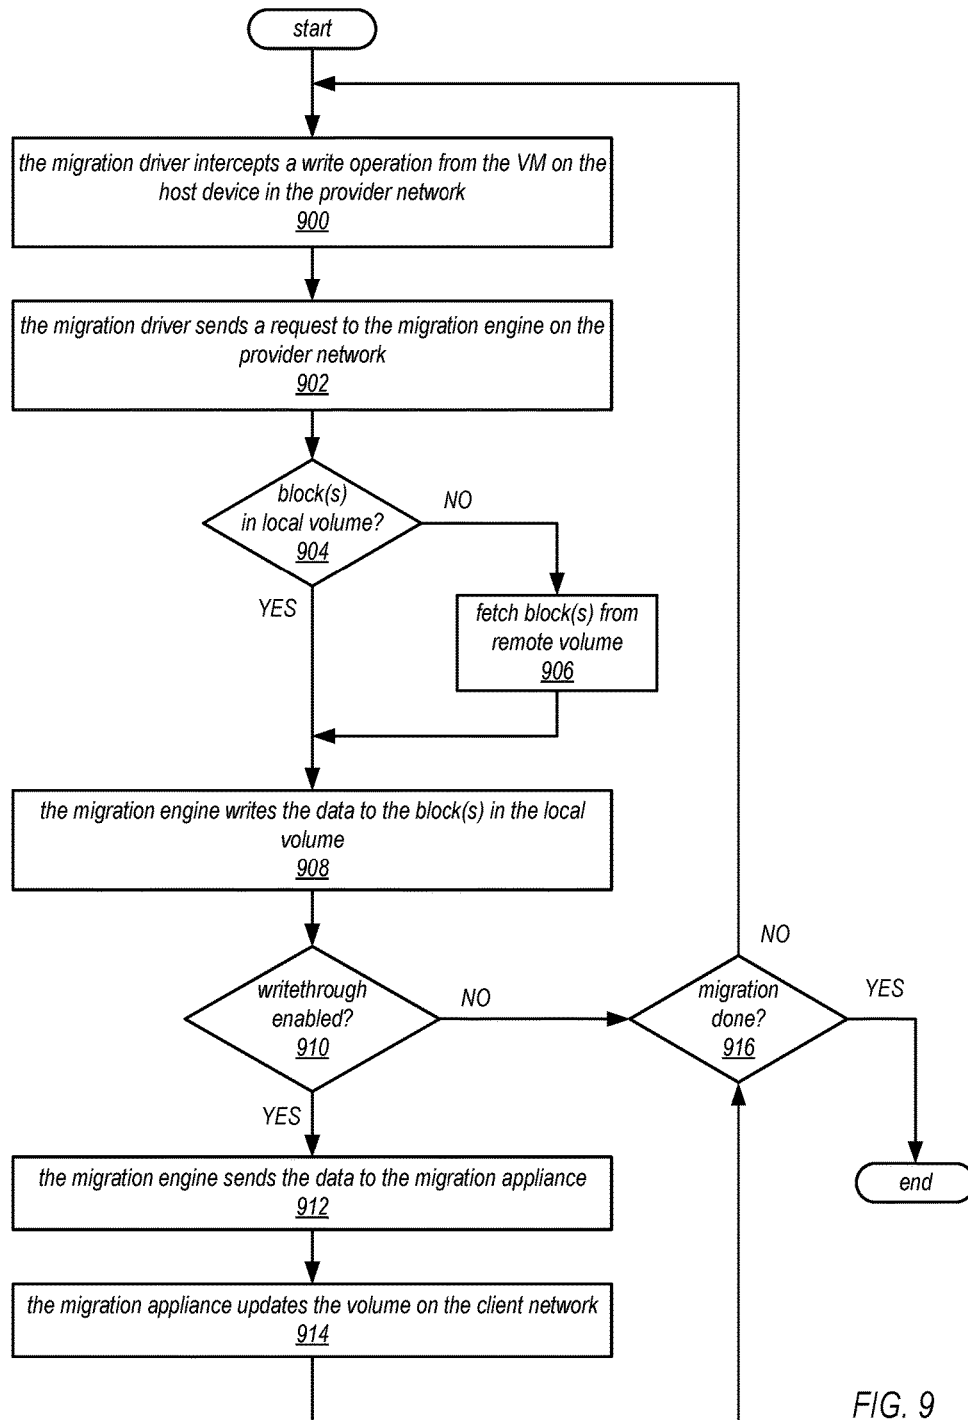 start
the migration driver intercepts a write operation from the VM on the
host device in the provider network
900
the migration driver sends a request to the migration engine on the
provider network
902
block(s)
in local volume?
904
NO
YES
fetch block(s) from
remote volume
906
the migration engine writes the data to the block(s) in the local
volume
908
writethrough
enabled?
910
NO
YES
migration
done?
916
NO
YES
end
the migration engine sends the data to the migration appliance
912
the migration appliance updates the volume on the client network
914
FIG. 9